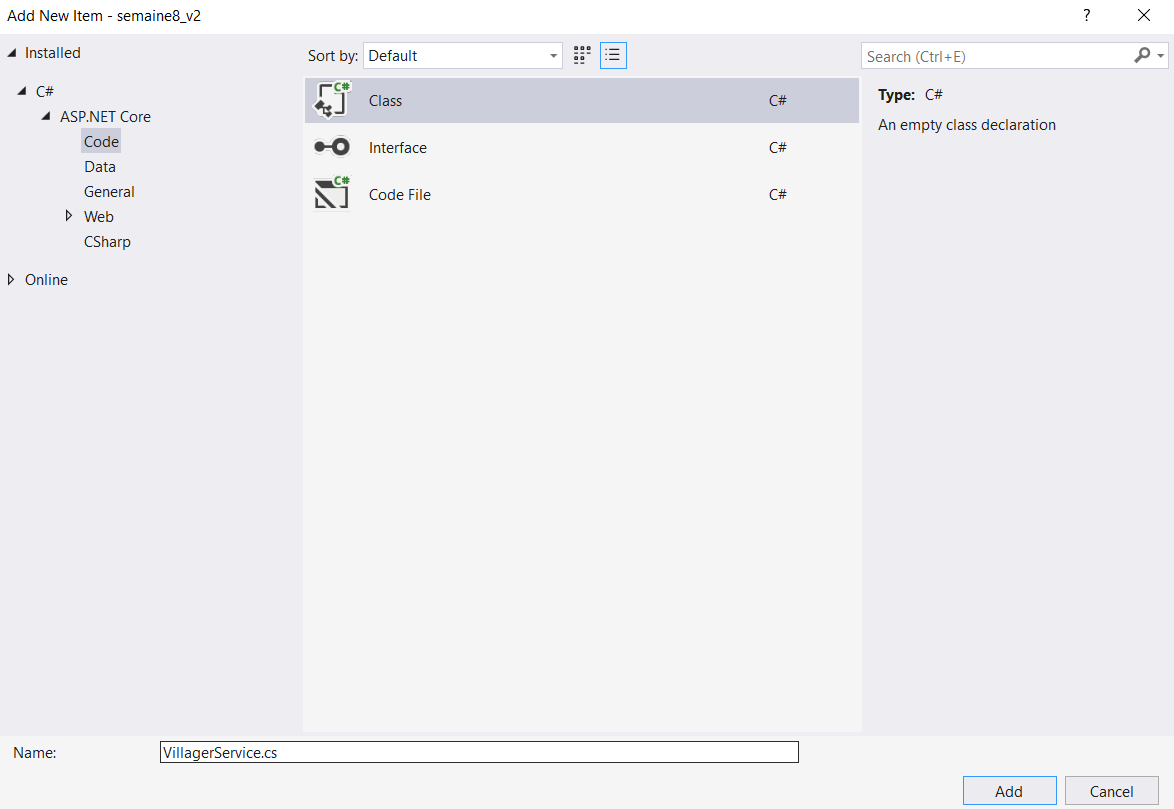 Add New Item - semaine8_v2
?
Installed
Sort by: Default
Search (Ctrl+E)
C#
ASP.NET Core
Code
Data
General
Web
CSharp
Online
C#
Class C#
Interface C#
C#
Code File C#
Type: C#
An empty class declaration
Name: VillagerService.cs
Add Cancel